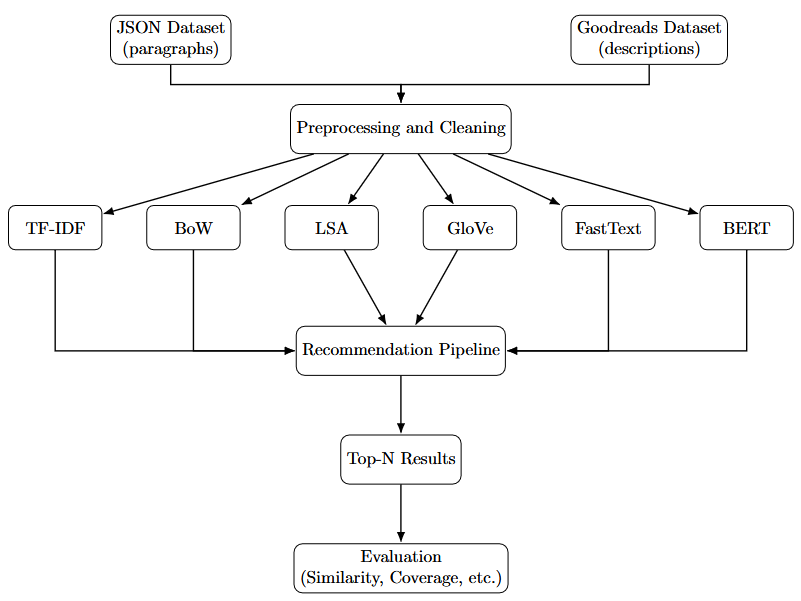 JSON Dataset
(paragraphs)
Goodreads Dataset
(descriptions)
Preprocessing and Cleaning
TF-IDF
BoW
LSA
GloVe
FastText
BERT
Recommendation Pipeline
Top-N Results
Evaluation
(Similarity, Coverage, etc.)